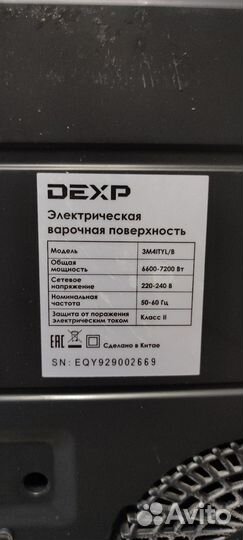 DEXP
Электрическая
варочная поверхность
Модель 3M4ITYL/B
Общая
мощность 6600-7200 Вт
Сетевое
напряжение 220-240 В
Номинальная
частота 50-60 Гц
Защита от поражения
электрическим током Класс II
EAC Сделано в Китае
SN: EQY929002669
Avito